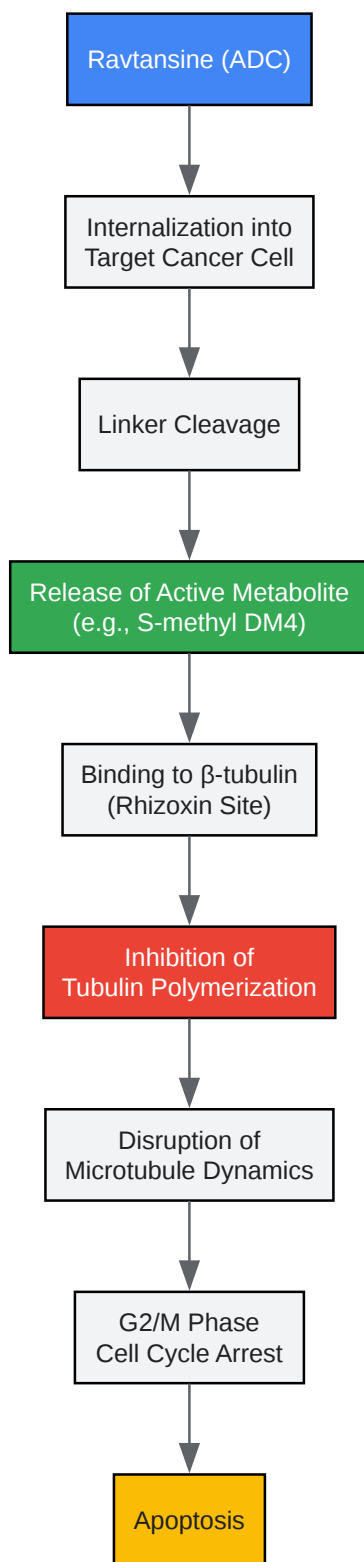 Ravtansine (ADC)
Internalization into
Target Cancer Cell
Linker Cleavage
Release of Active Metabolite
(e.g., S-methyl DM4)
Binding to β-tubulin
(Rhizoxin Site)
Inhibition of
Tubulin Polymerization
Disruption of
Microtubule Dynamics
G2/M Phase
Cell Cycle Arrest
Apoptosis